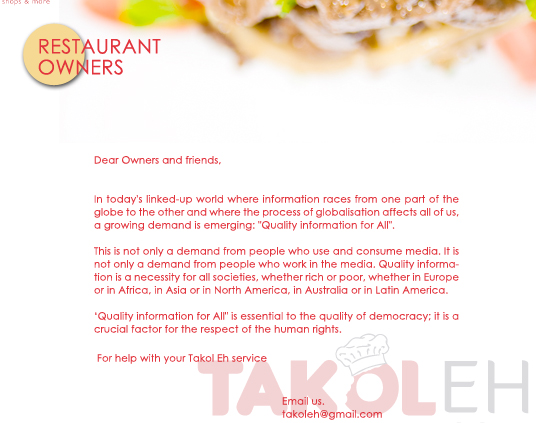 shops & more
RESTAURANT
OWNERS
Dear Owners and friends,
In today's linked-up world where information races from one part of the
globe to the other and where the process of globalisation affects all of us,
a growing demand is emerging: "Quality information for All".
This is not only a demand from people who use and consume media. It is
not only a demand from people who work in the media. Quality informa-
tion is a necessity for all societies, whether rich or poor, whether in Europe
or in Africa, in Asia or in North America, in Australia or in Latin America.
'Quality information for All" is essential to the quality of democracy; it is a
crucial factor for the respect of the human rights.
For help with your Takol Eh service
TAKOLEH
Email us.
takoleh@gmail.com